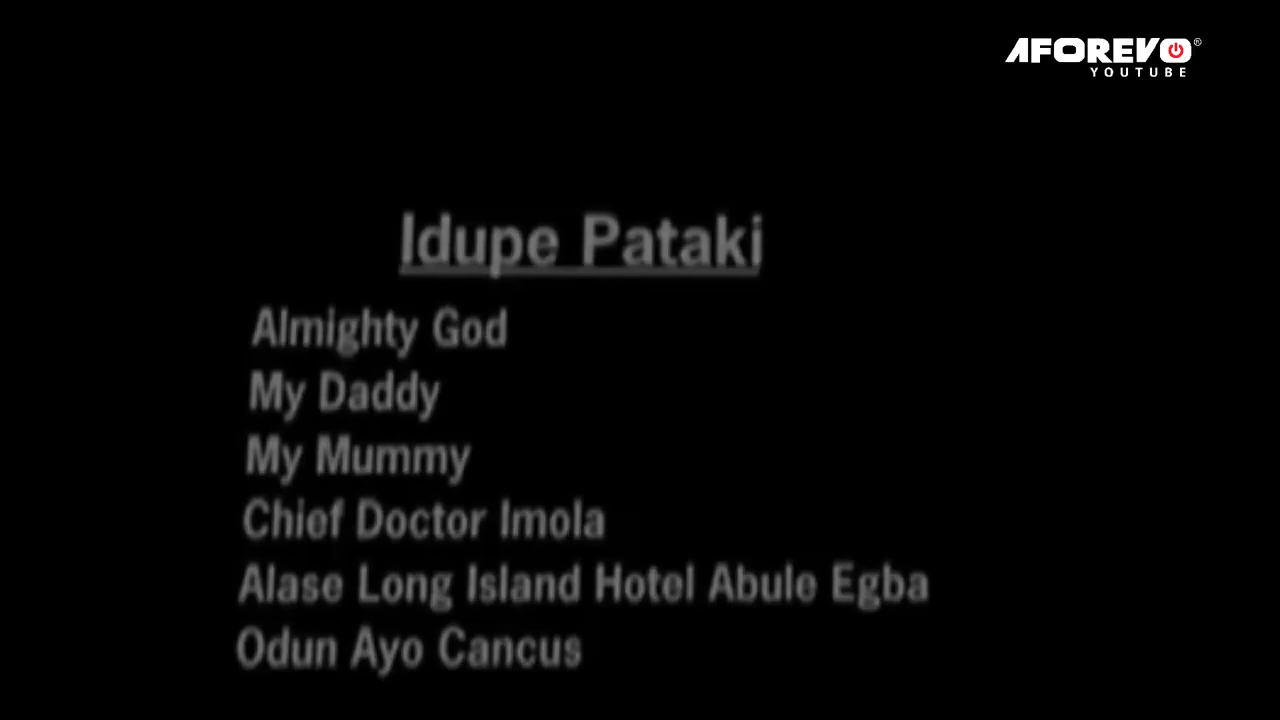 AFOREVO®
YOUTUBE
Idupe Pataki
Almighty God
My Daddy
My Mummy
Chief Doctor Imola
Alase Long Island Hotel Abule Egba
Odun Ayo Cancus